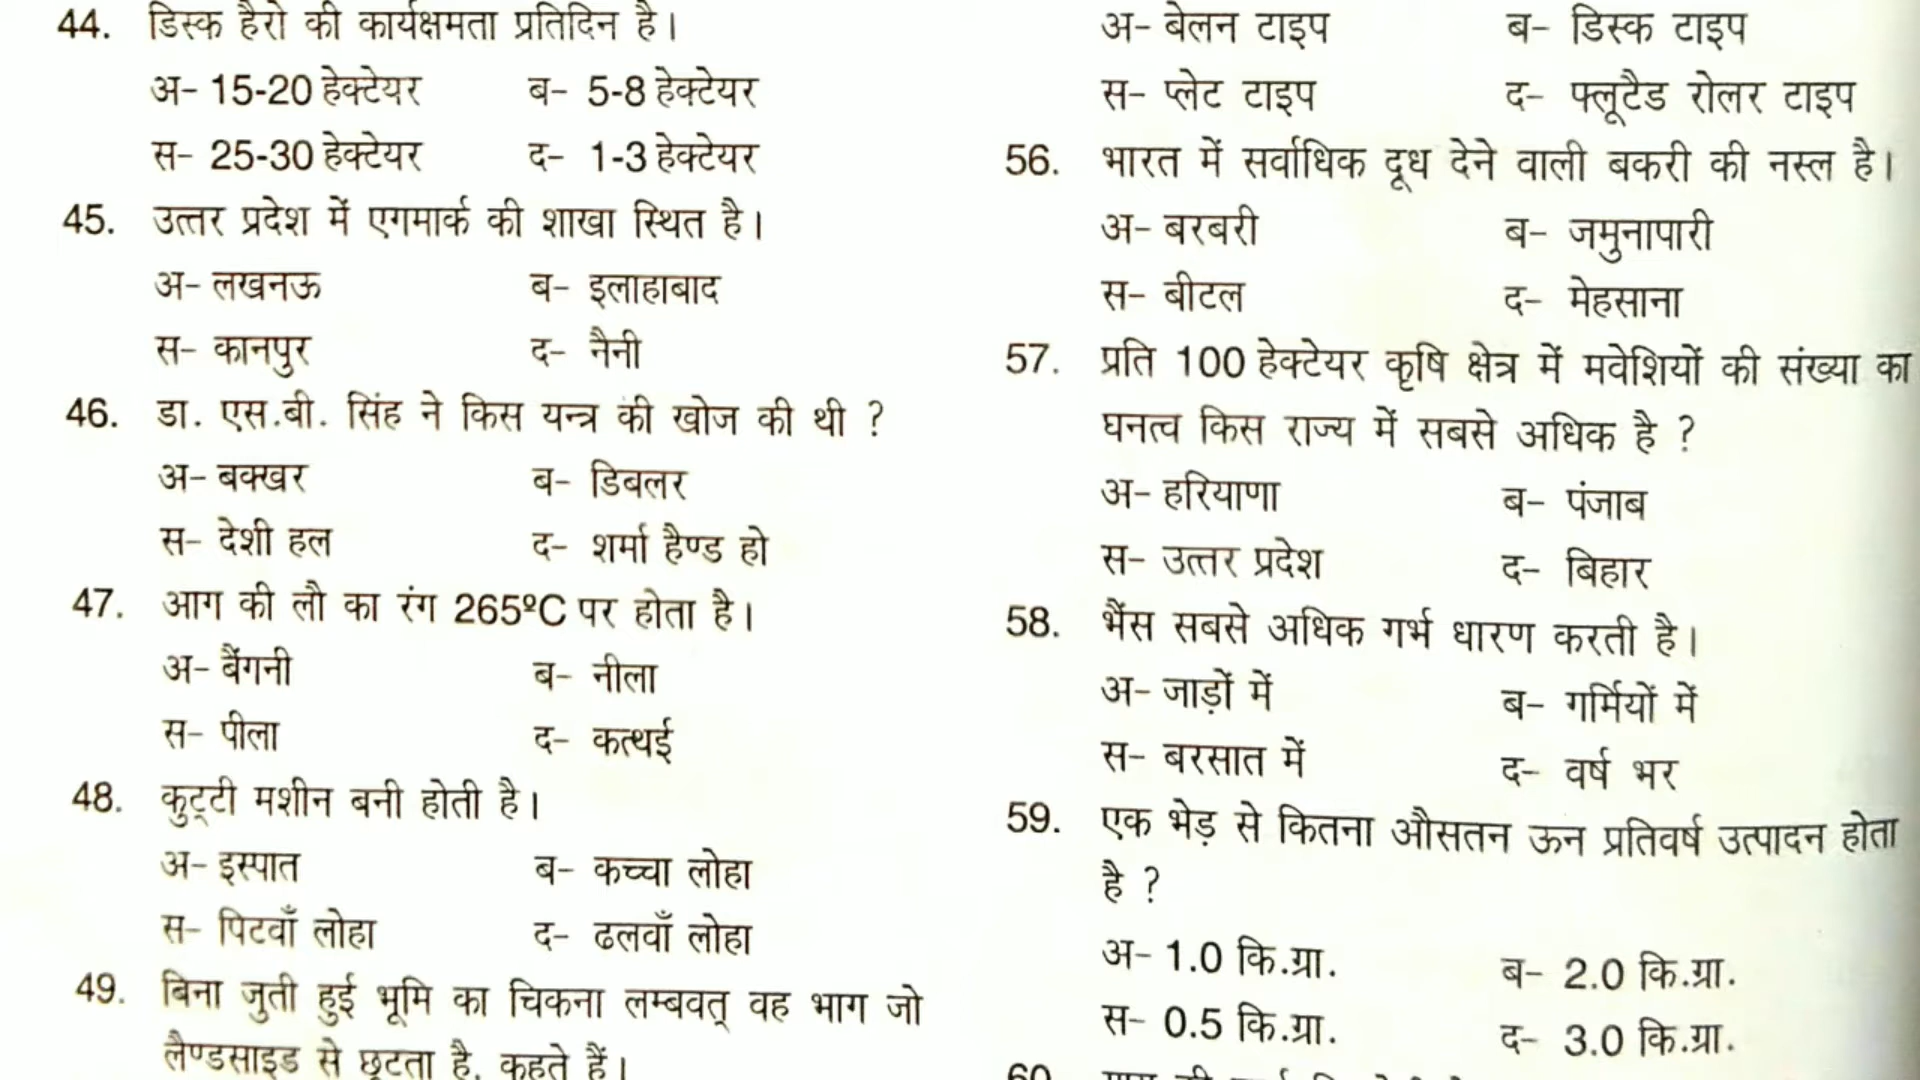 44. डिस्क हैरो की कार्यक्षमता प्रतिदिन है।
अ- 15-20 हेक्टेयर ब- 5-8 हेक्टेयर
स- 25-30 हेक्टेयर द- 1-3 हेक्टेयर
45. उत्तर प्रदेश में एगमार्क की शाखा स्थित है।
अ- लखनऊ ब- इलाहाबाद
स- कानपुर द- नैनी
46. डा. एस.बी. सिंह ने किस यन्त्र की खोज की थी ?
अ- बक्खर ब- डिबलर
स- देशी हल द- शर्मा हैण्ड हो
47. आग की लौ का रंग 265ºC पर होता है।
अ- बैंगनी ब- नीला
स- पीला द- कत्थई
48. कुट्टी मशीन बनी होती है।
अ- इस्पात ब- कच्चा लोहा
स- पिटवाँ लोहा द- ढलवाँ लोहा
49. बिना जुती हुई भूमि का चिकना लम्बवत् वह भाग जो
लैण्डसाइड से छूटता है, कहते हैं।
अ- बेलन टाइप ब- डिस्क टाइप
स- प्लेट टाइप द- फ्लूटैड रोलर टाइप
56. भारत में सर्वाधिक दूध देने वाली बकरी की नस्ल है।
अ- बरबरी ब- जमुनापारी
स- बीटल द- मेहसाना
57. प्रति 100 हेक्टेयर कृषि क्षेत्र में मवेशियों की संख्या का
घनत्व किस राज्य में सबसे अधिक है ?
अ- हरियाणा ब- पंजाब
स- उत्तर प्रदेश द- बिहार
58. भैंस सबसे अधिक गर्भ धारण करती है।
अ- जाड़ों में ब- गर्मियों में
स- बरसात में द- वर्ष भर
59. एक भेड़ से कितना औसतन ऊन प्रतिवर्ष उत्पादन होता
है ?
अ- 1.0 कि.ग्रा. ब- 2.0 कि.ग्रा.
स- 0.5 कि.ग्रा. द- 3.0 कि.ग्रा.
60.